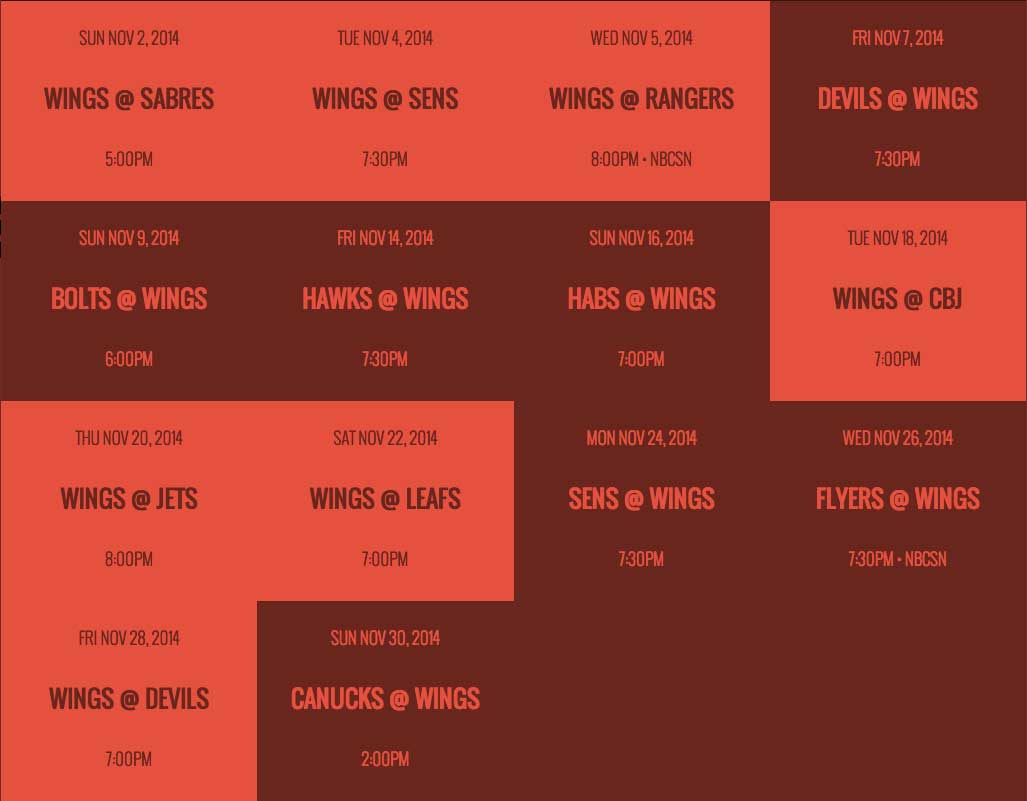 SUN NOV 2, 2014
WINGS @ SABRES
5:00PM
TUE NOV 4, 2014
WINGS @ SENS
7:30PM
WED NOV 5, 2014
WINGS @ RANGERS
8:00PM • NBCSN
FRI NOV 7, 2014
DEVILS @ WINGS
7:30PM
SUN NOV 9, 2014
BOLTS @ WINGS
6:00PM
FRI NOV 14, 2014
HAWKS @ WINGS
7:30PM
SUN NOV 16, 2014
HABS @ WINGS
7:00PM
TUE NOV 18, 2014
WINGS @ CBJ
7:00PM
THU NOV 20, 2014
WINGS @ JETS
8:00PM
SAT NOV 22, 2014
WINGS @ LEAFS
7:00PM
MON NOV 24, 2014
SENS @ WINGS
7:30PM
WED NOV 26, 2014
FLYERS @ WINGS
7:30PM • NBCSN
FRI NOV 28, 2014
WINGS @ DEVILS
7:00PM
SUN NOV 30, 2014
CANUCKS @ WINGS
2:00PM